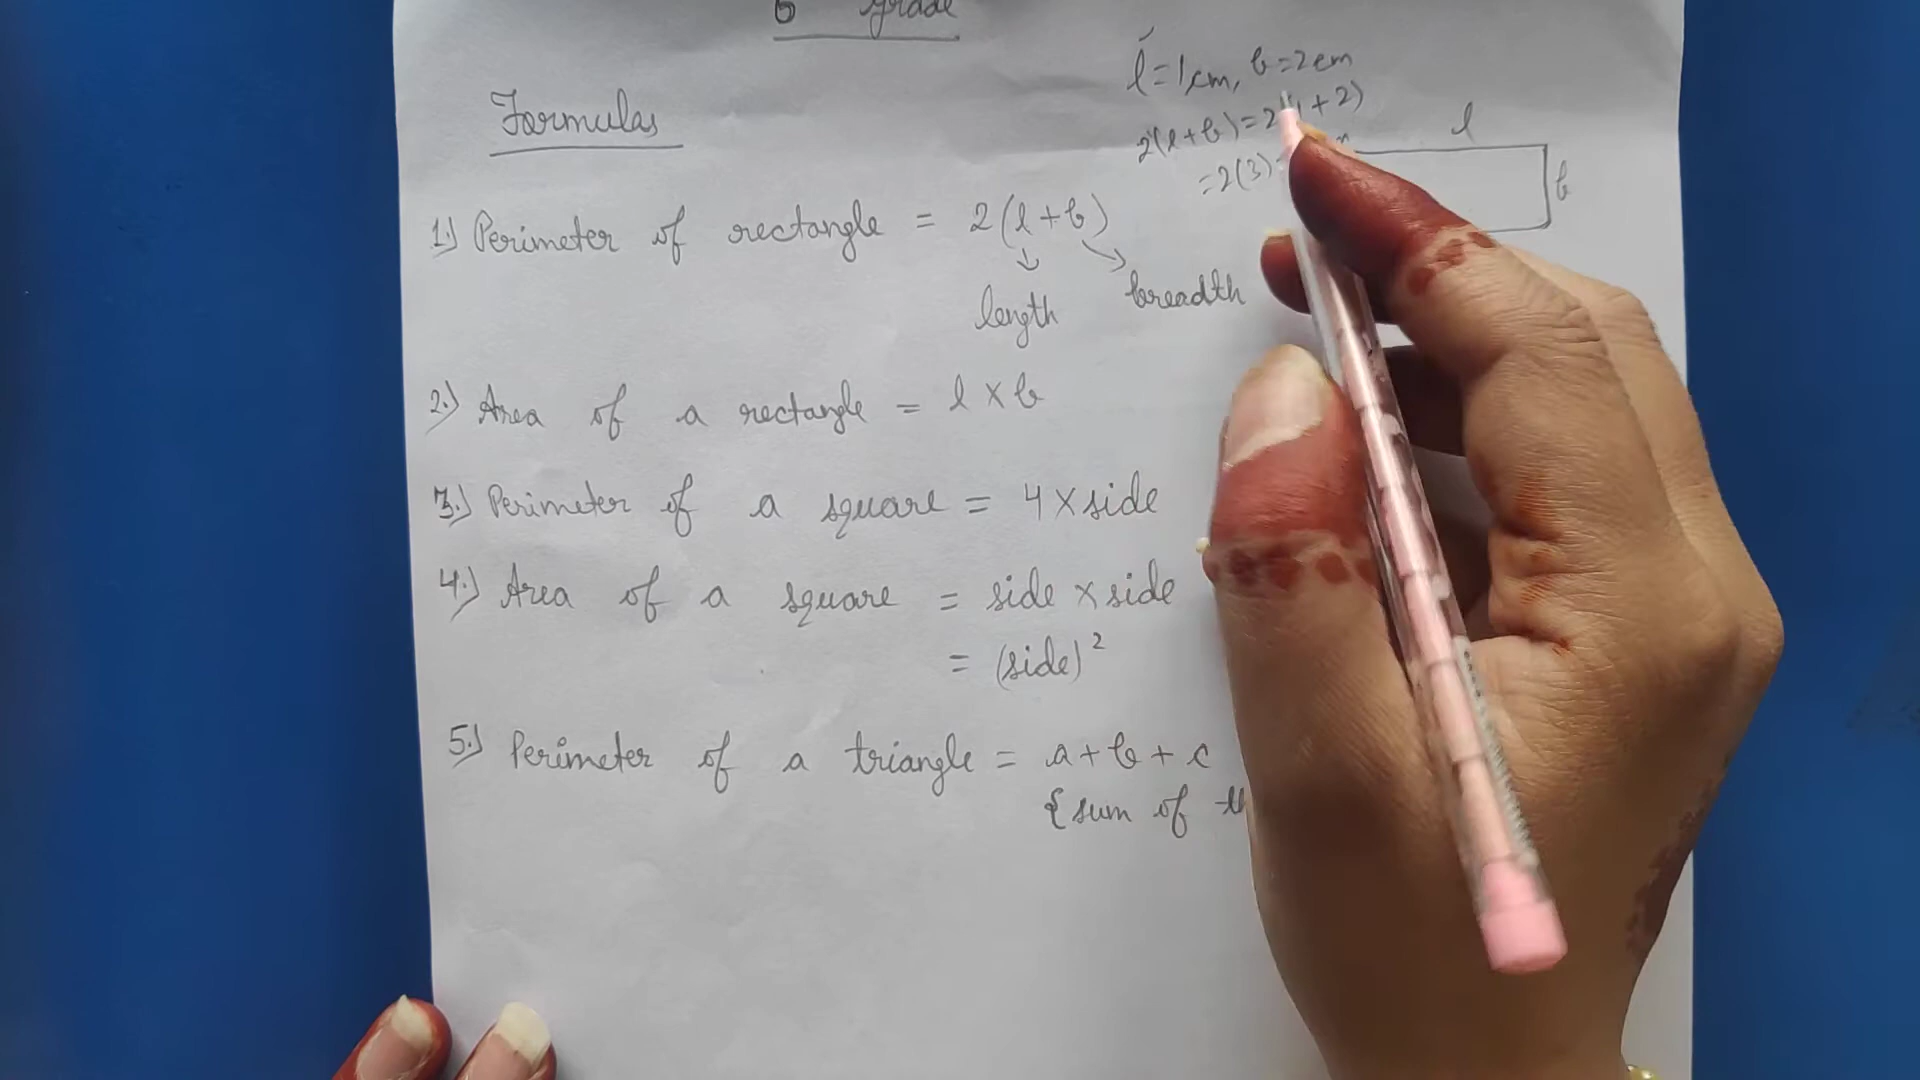 6 grade
Formulas
l = 1cm, b = 2cm
2(l+b) = 2(1+2)
= 2(3)
l
b
1.) Perimeter of rectangle = 2(l+b)
length
breadth
2.) Area of a rectangle = l x b
3.) Perimeter of a square = 4 x side
4.) Area of a square = side x side
= (side)²
5.) Perimeter of a triangle = a + b + c
{sum of